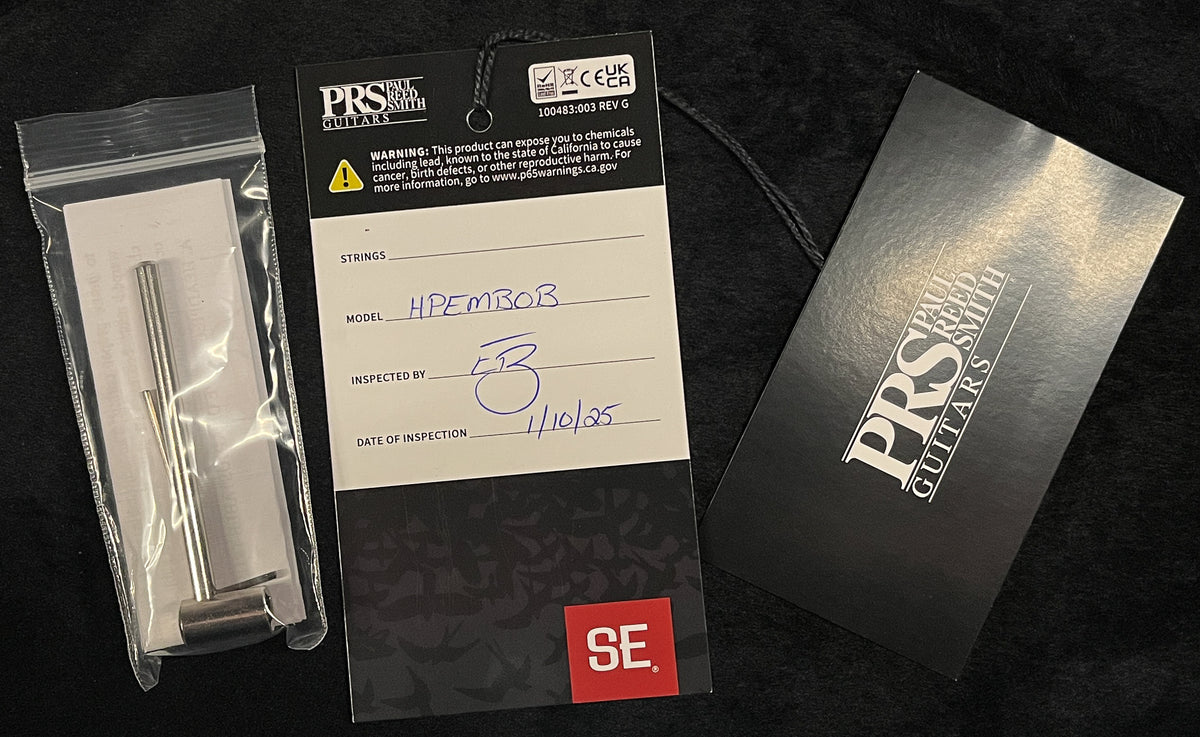 PRS PAUL
REED
SMITH
GUITARS
RoHS
CE UK
CA
100483:003 REV G
WARNING: This product can expose you to chemicals
including lead, known to the state of California to cause
cancer, birth defects, or other reproductive harm. For
more information, go to www.p65warnings.ca.gov
STRINGS
MODEL HPEMBOB
INSPECTED BY EB
DATE OF INSPECTION 1/10/25
SE®
PRS PAUL
REED
SMITH
GUITARS